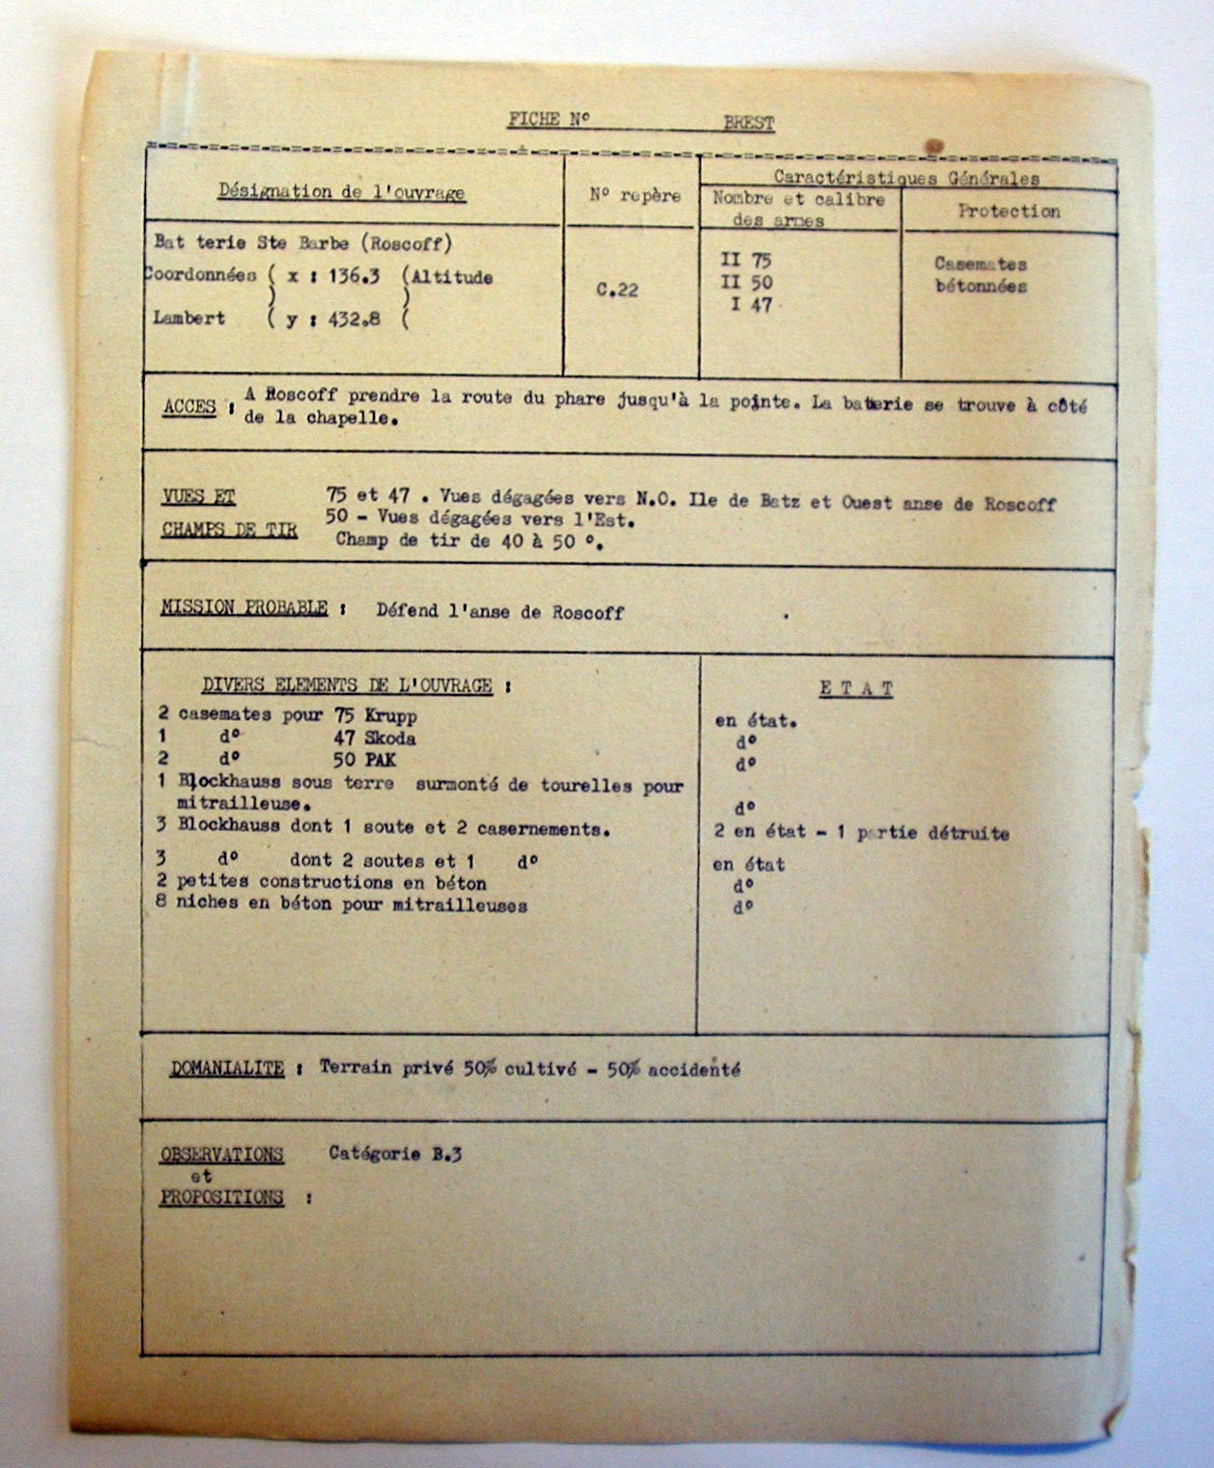 FICHE N° BREST
Désignation de l'ouvrage
N° repère
Caractéristiques Générales
Nombre et calibre
des armes
Protection
Bat terie Ste Barbe (Roscoff)
Coordonnées ( x : 136.3 (Altitude
) )
Lambert ( y : 432.8 (
C.22
II 75
II 50
I 47
Casemates
bétonnées
ACCES : A Roscoff prendre la route du phare jusqu'à la pointe. La batterie se trouve à côté
de la chapelle.
VUES ET 75 et 47 . Vues dégagées vers N.O. Ile de Batz et Ouest anse de Roscoff
50 - Vues dégagées vers l'Est.
CHAMPS DE TIR Champ de tir de 40 à 50 °.
MISSION PROBABLE : Défend l'anse de Roscoff
DIVERS ELEMENTS DE L'OUVRAGE :
E T A T
2 casemates pour 75 Krupp en état.
1 d° 47 Skoda d°
2 d° 50 PAK d°
1 Blockhauss sous terre surmonté de tourelles pour
mitrailleuse. d°
3 Blockhauss dont 1 soute et 2 casernements. 2 en état - 1 partie détruite
3 d° dont 2 soutes et 1 d° en état
2 petites constructions en béton d°
8 niches en béton pour mitrailleuses d°
DOMANIALITE : Terrain privé 50% cultivé - 50% accidenté
OBSERVATIONS Catégorie B.3
et
PROPOSITIONS :